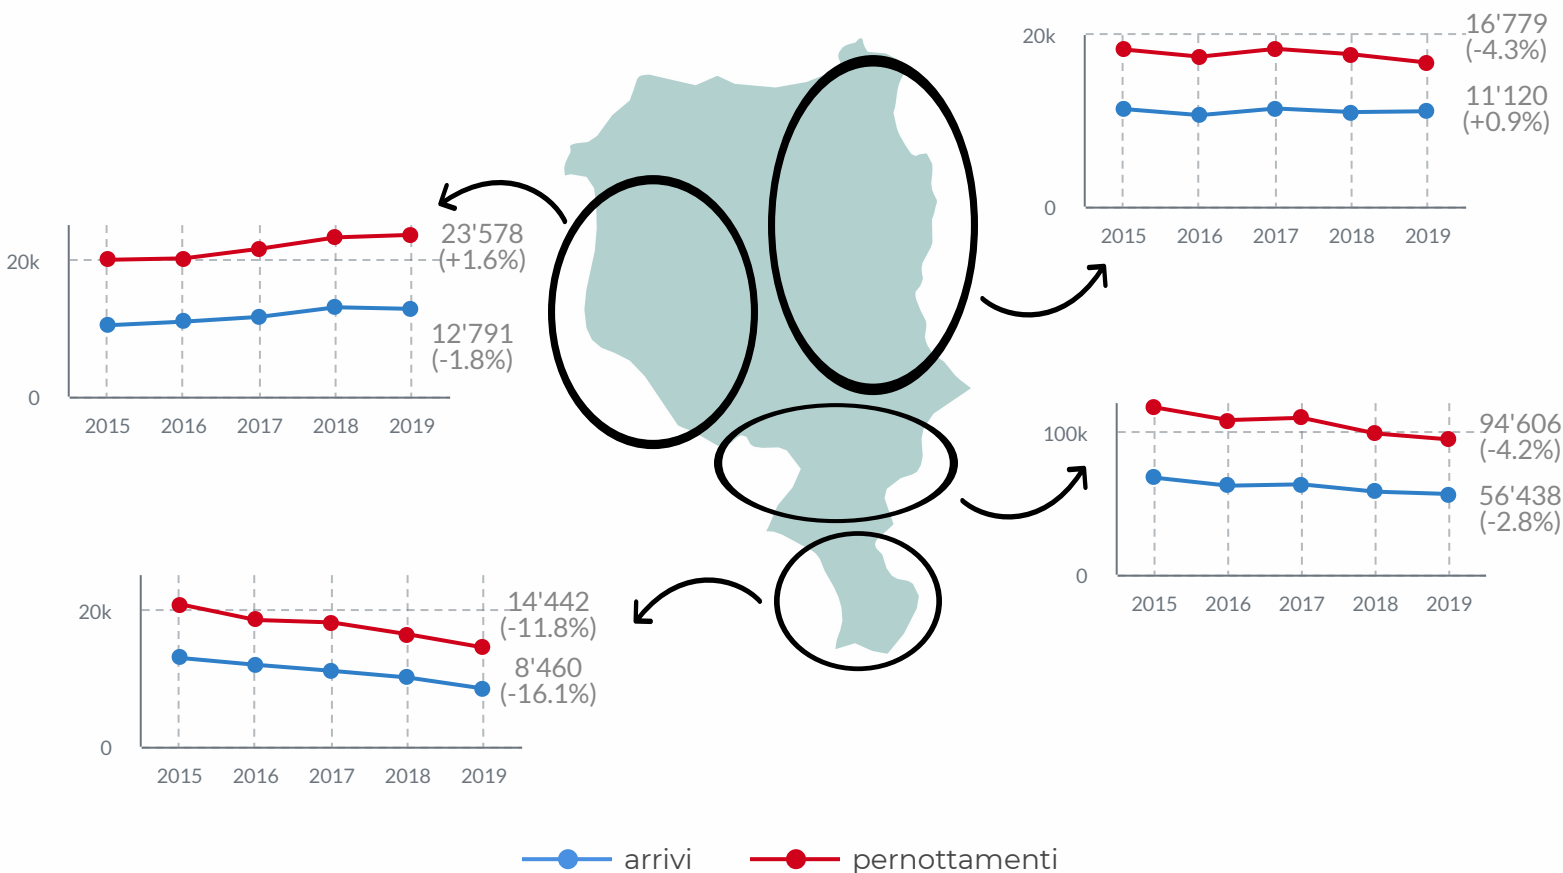 16'779
20k
(-4.3%)
11'120
(+0.9%)
0
2015 2016 2017 2018 2019
23'578
20k
(+1.6%)
12'791
(-1.8%)
0
2015 2016 2017 2018 2019
94'606
100k
(-4.2%)
56'438
(-2.8%)
0
2015 2016 2017 2018 2019
14'442
20k
(-11.8%)
8'460
(-16.1%)
0
2015 2016 2017 2018 2019
arrivi pernottamenti